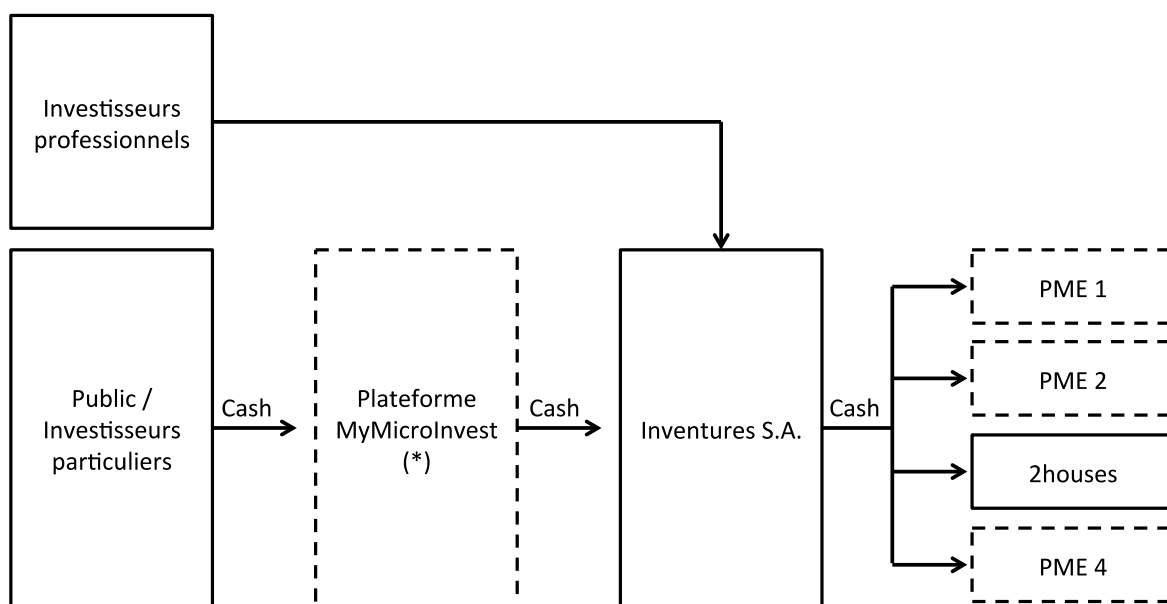 Investisseurs
professionnels
Public /
Investisseurs
particuliers
Cash
Plateforme
MyMicroInvest
(*)
Cash
Inventures S.A.
Cash
PME 1
PME 2
2houses
PME 4